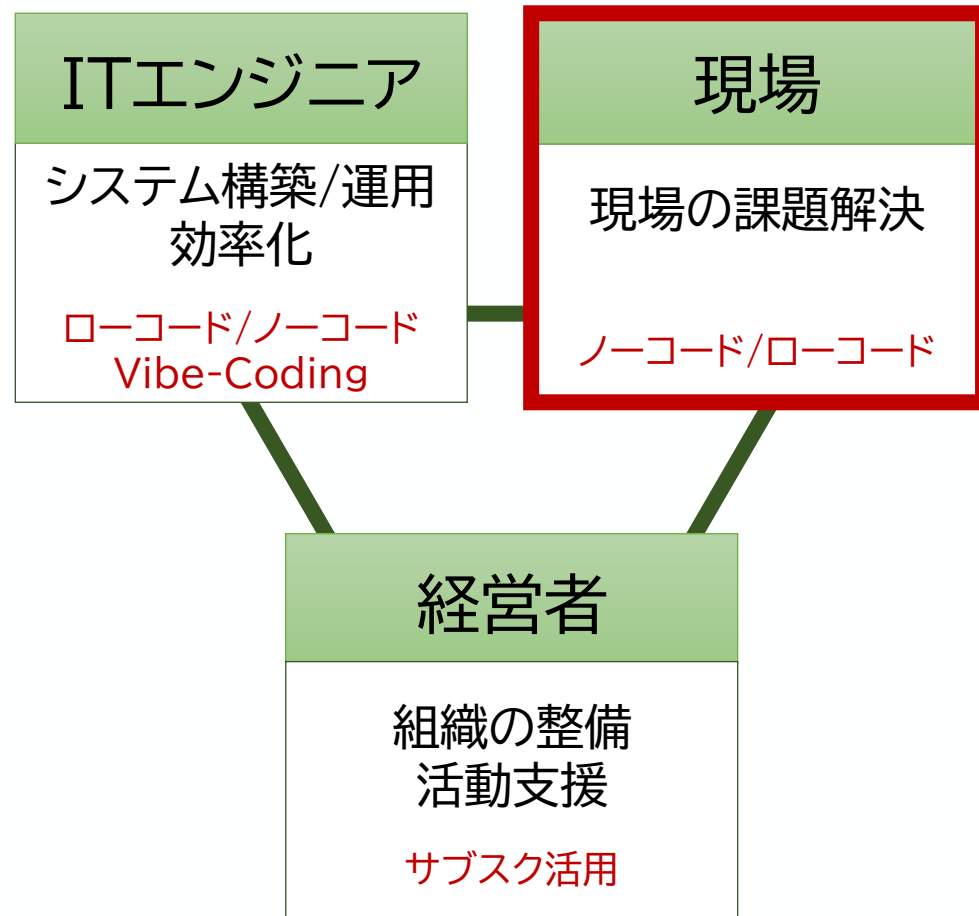 ITエンジニア
システム構築/運用
効率化
ローコード/ノーコード
Vibe-Coding
現場
現場の課題解決
ノーコード/ローコード
経営者
組織の整備
活動支援
サブスク活用